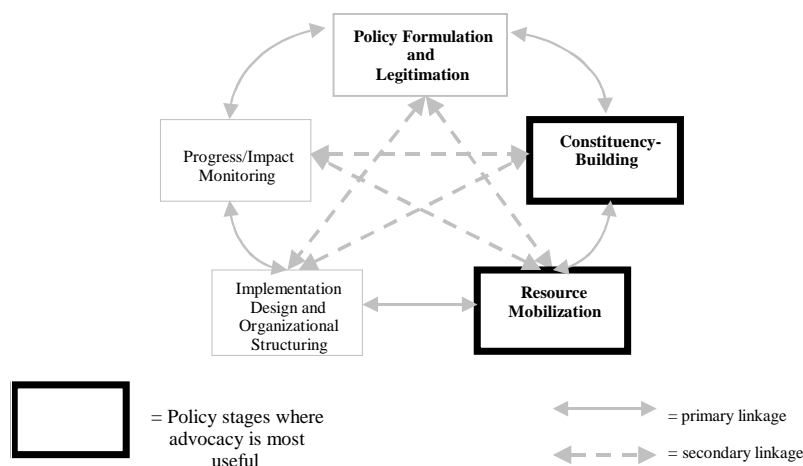 Policy Formulation
and
Legitimation
Progress/Impact
Monitoring
Constituency-
Building
Implementation
Design and
Organizational
Structuring
Resource
Mobilization
= Policy stages where
advocacy is most
useful
= primary linkage
= secondary linkage